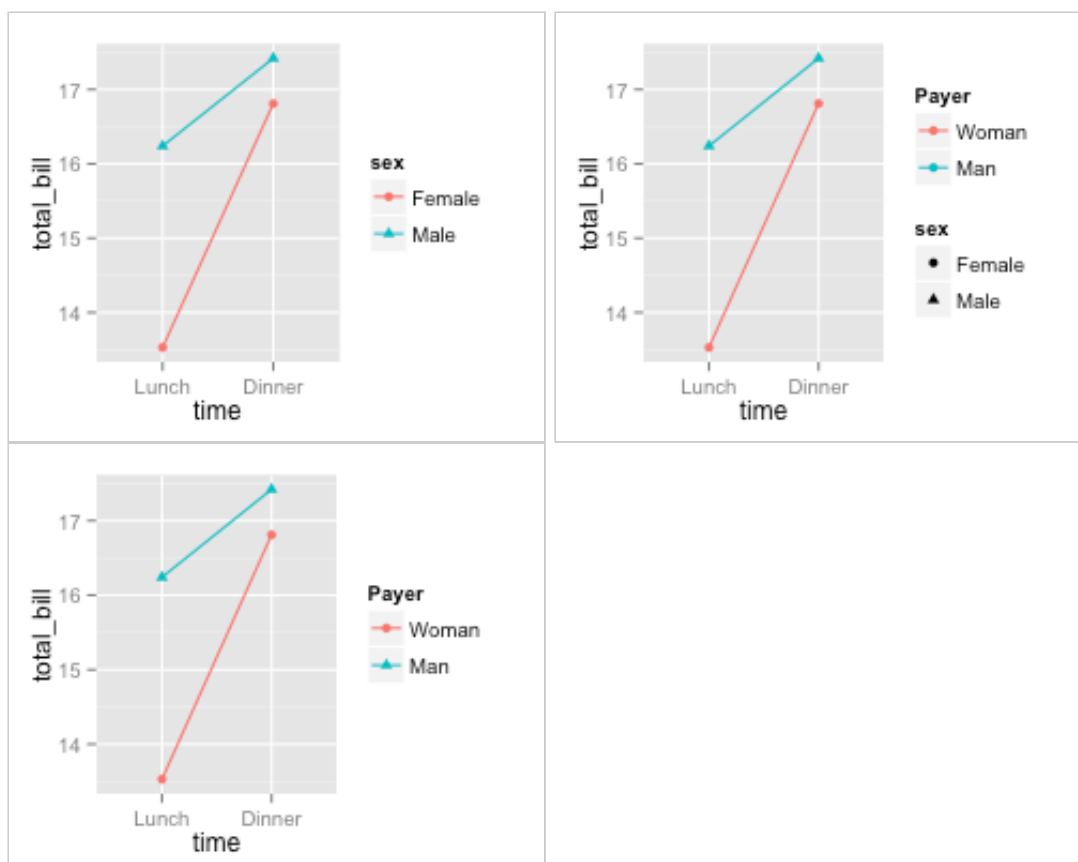 total_bill
17
16
15
14
Lunch Dinner
time
sex
Female
Male
total_bill
17
16
15
14
Lunch Dinner
time
Payer
Woman
Man
sex
Female
Male
total_bill
17
16
15
14
Lunch Dinner
time
Payer
Woman
Man